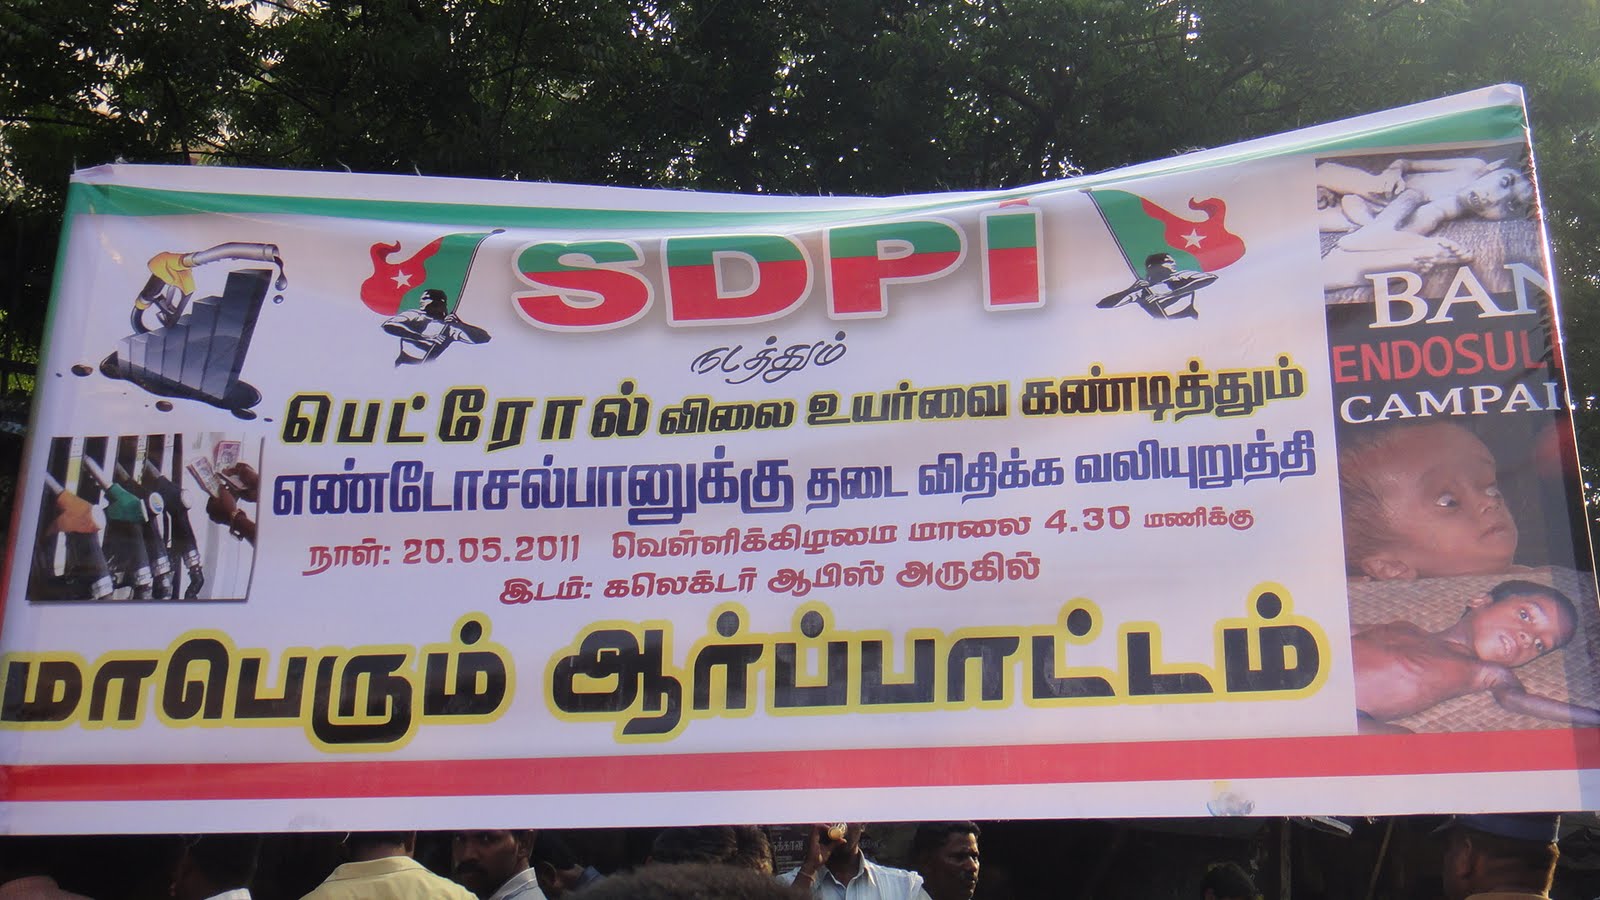 SDPI
நடத்தும்
பெட்ரோல் விலை உயர்வை கண்டித்தும்
எண்டோசல்பானுக்கு தடை விதிக்க வலியுறுத்தி
நாள்: 20.05.2011 வெள்ளிக்கிழமை மாலை 4.30 மணிக்கு
இடம்: கலெக்டர் ஆபிஸ் அருகில்
மாபெரும் ஆர்ப்பாட்டம்
BAN
ENDOSUL
CAMPAI